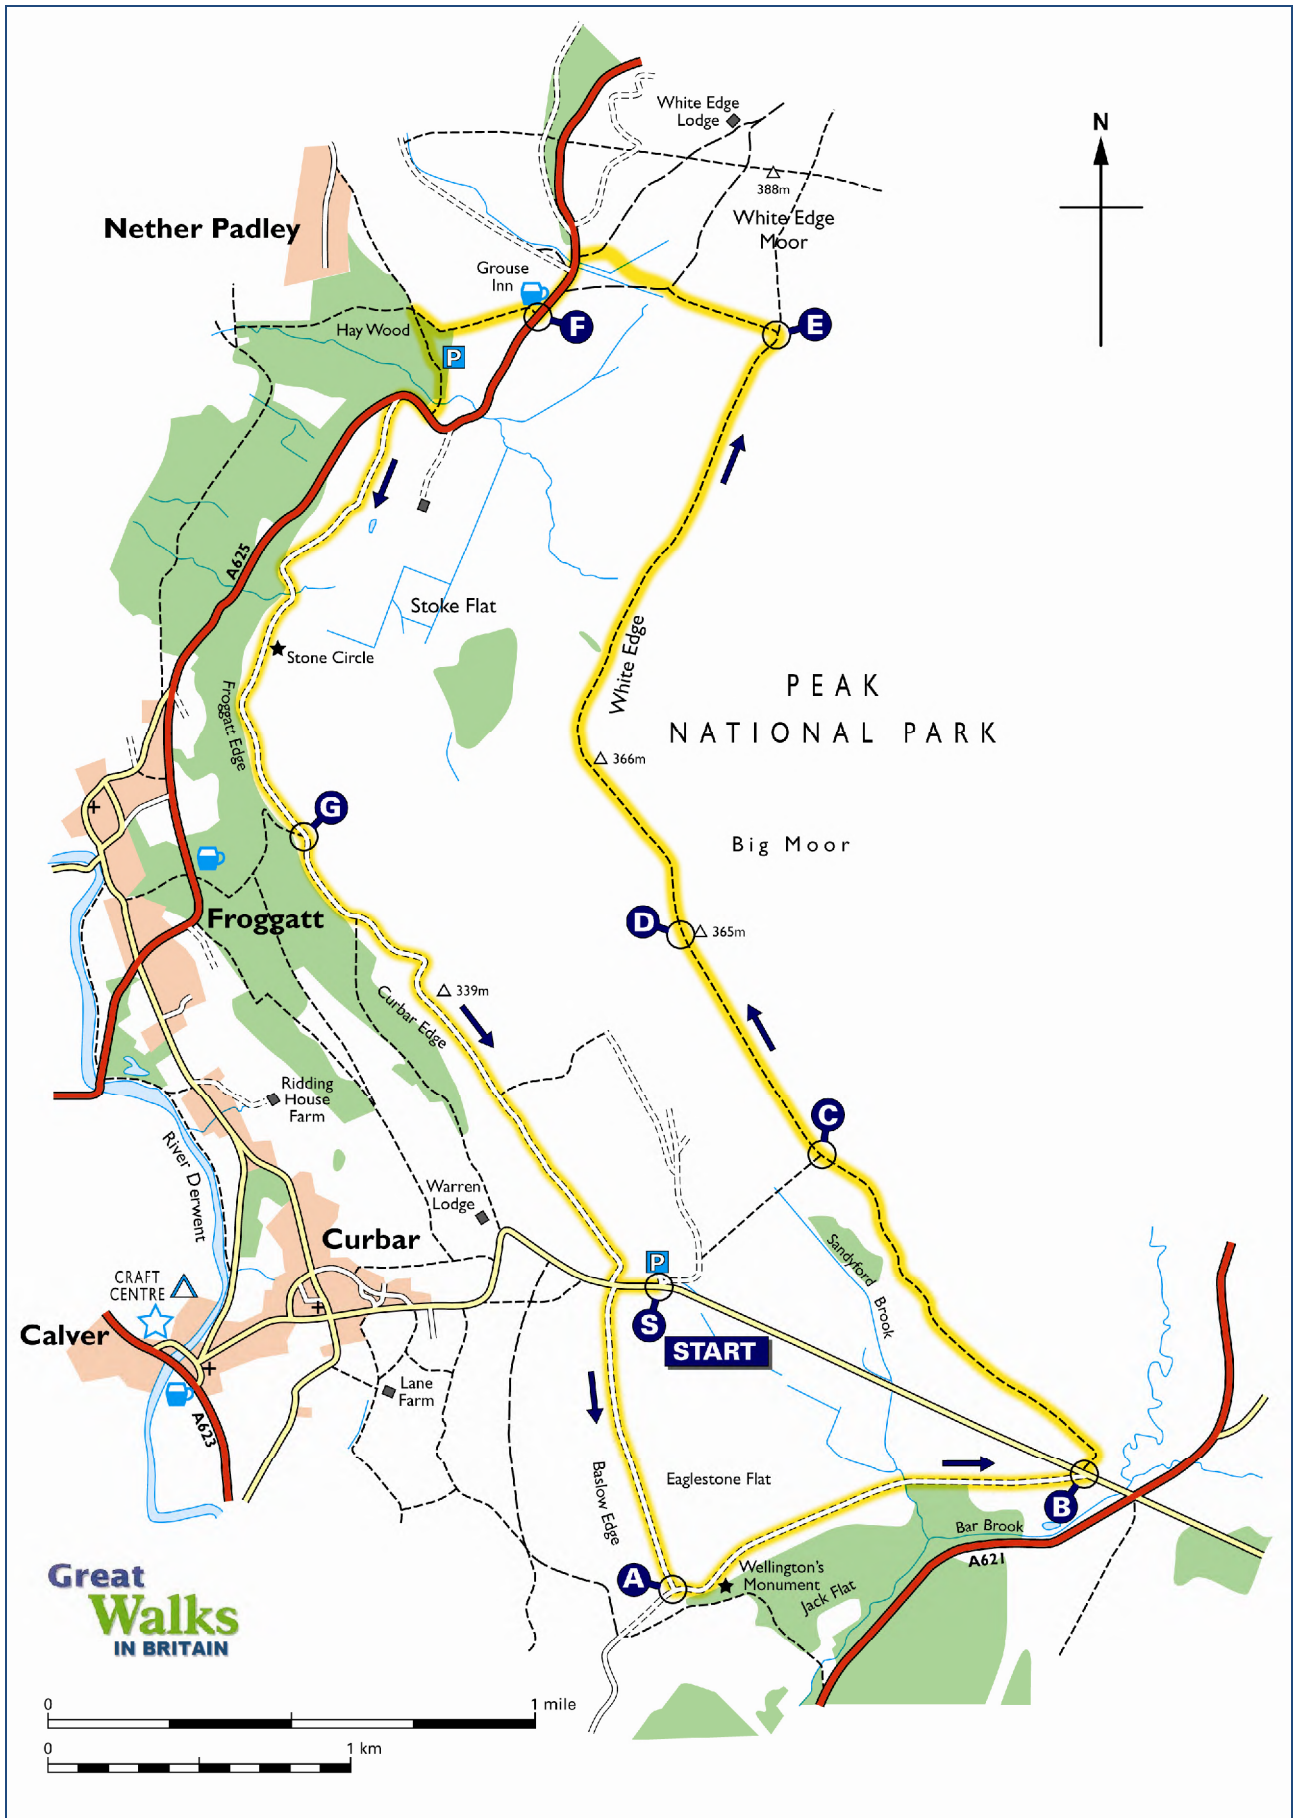 N
White Edge
Lodge
388m
White Edge
Moor
Nether Padley
Grouse
Inn
F
E
Hay Wood
P
A625
Stoke Flat
Stone Circle
White Edge
Froggatt Edge
PEAK
NATIONAL PARK
366m
G
Big Moor
D
365m
Froggatt
339m
Curbar Edge
Ridding
House
Farm
C
River Derwent
Warren
Lodge
Curbar
Sandyford Brook
P
CRAFT
CENTRE
S
START
Calver
Lane
Farm
A623
Baslow Edge
Eaglestone Flat
B
Bar Brook
A621
A
Wellington's
Monument
Jack Flat
Great
Walks
IN BRITAIN
0
1 mile
0
1 km